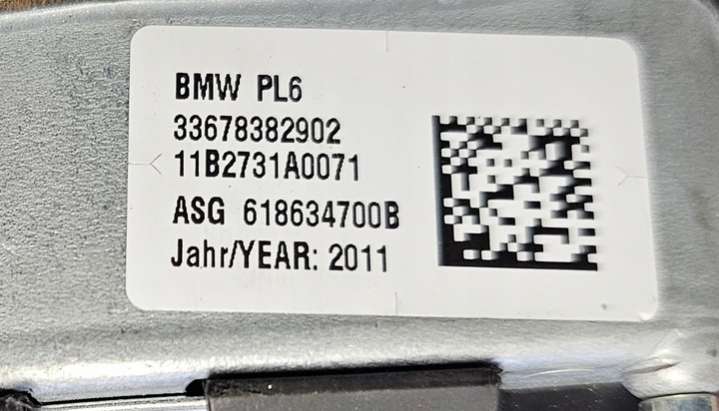 BMW PL6
33678382902
11B2731A0071
ASG 618634700B
Jahr/YEAR: 2011